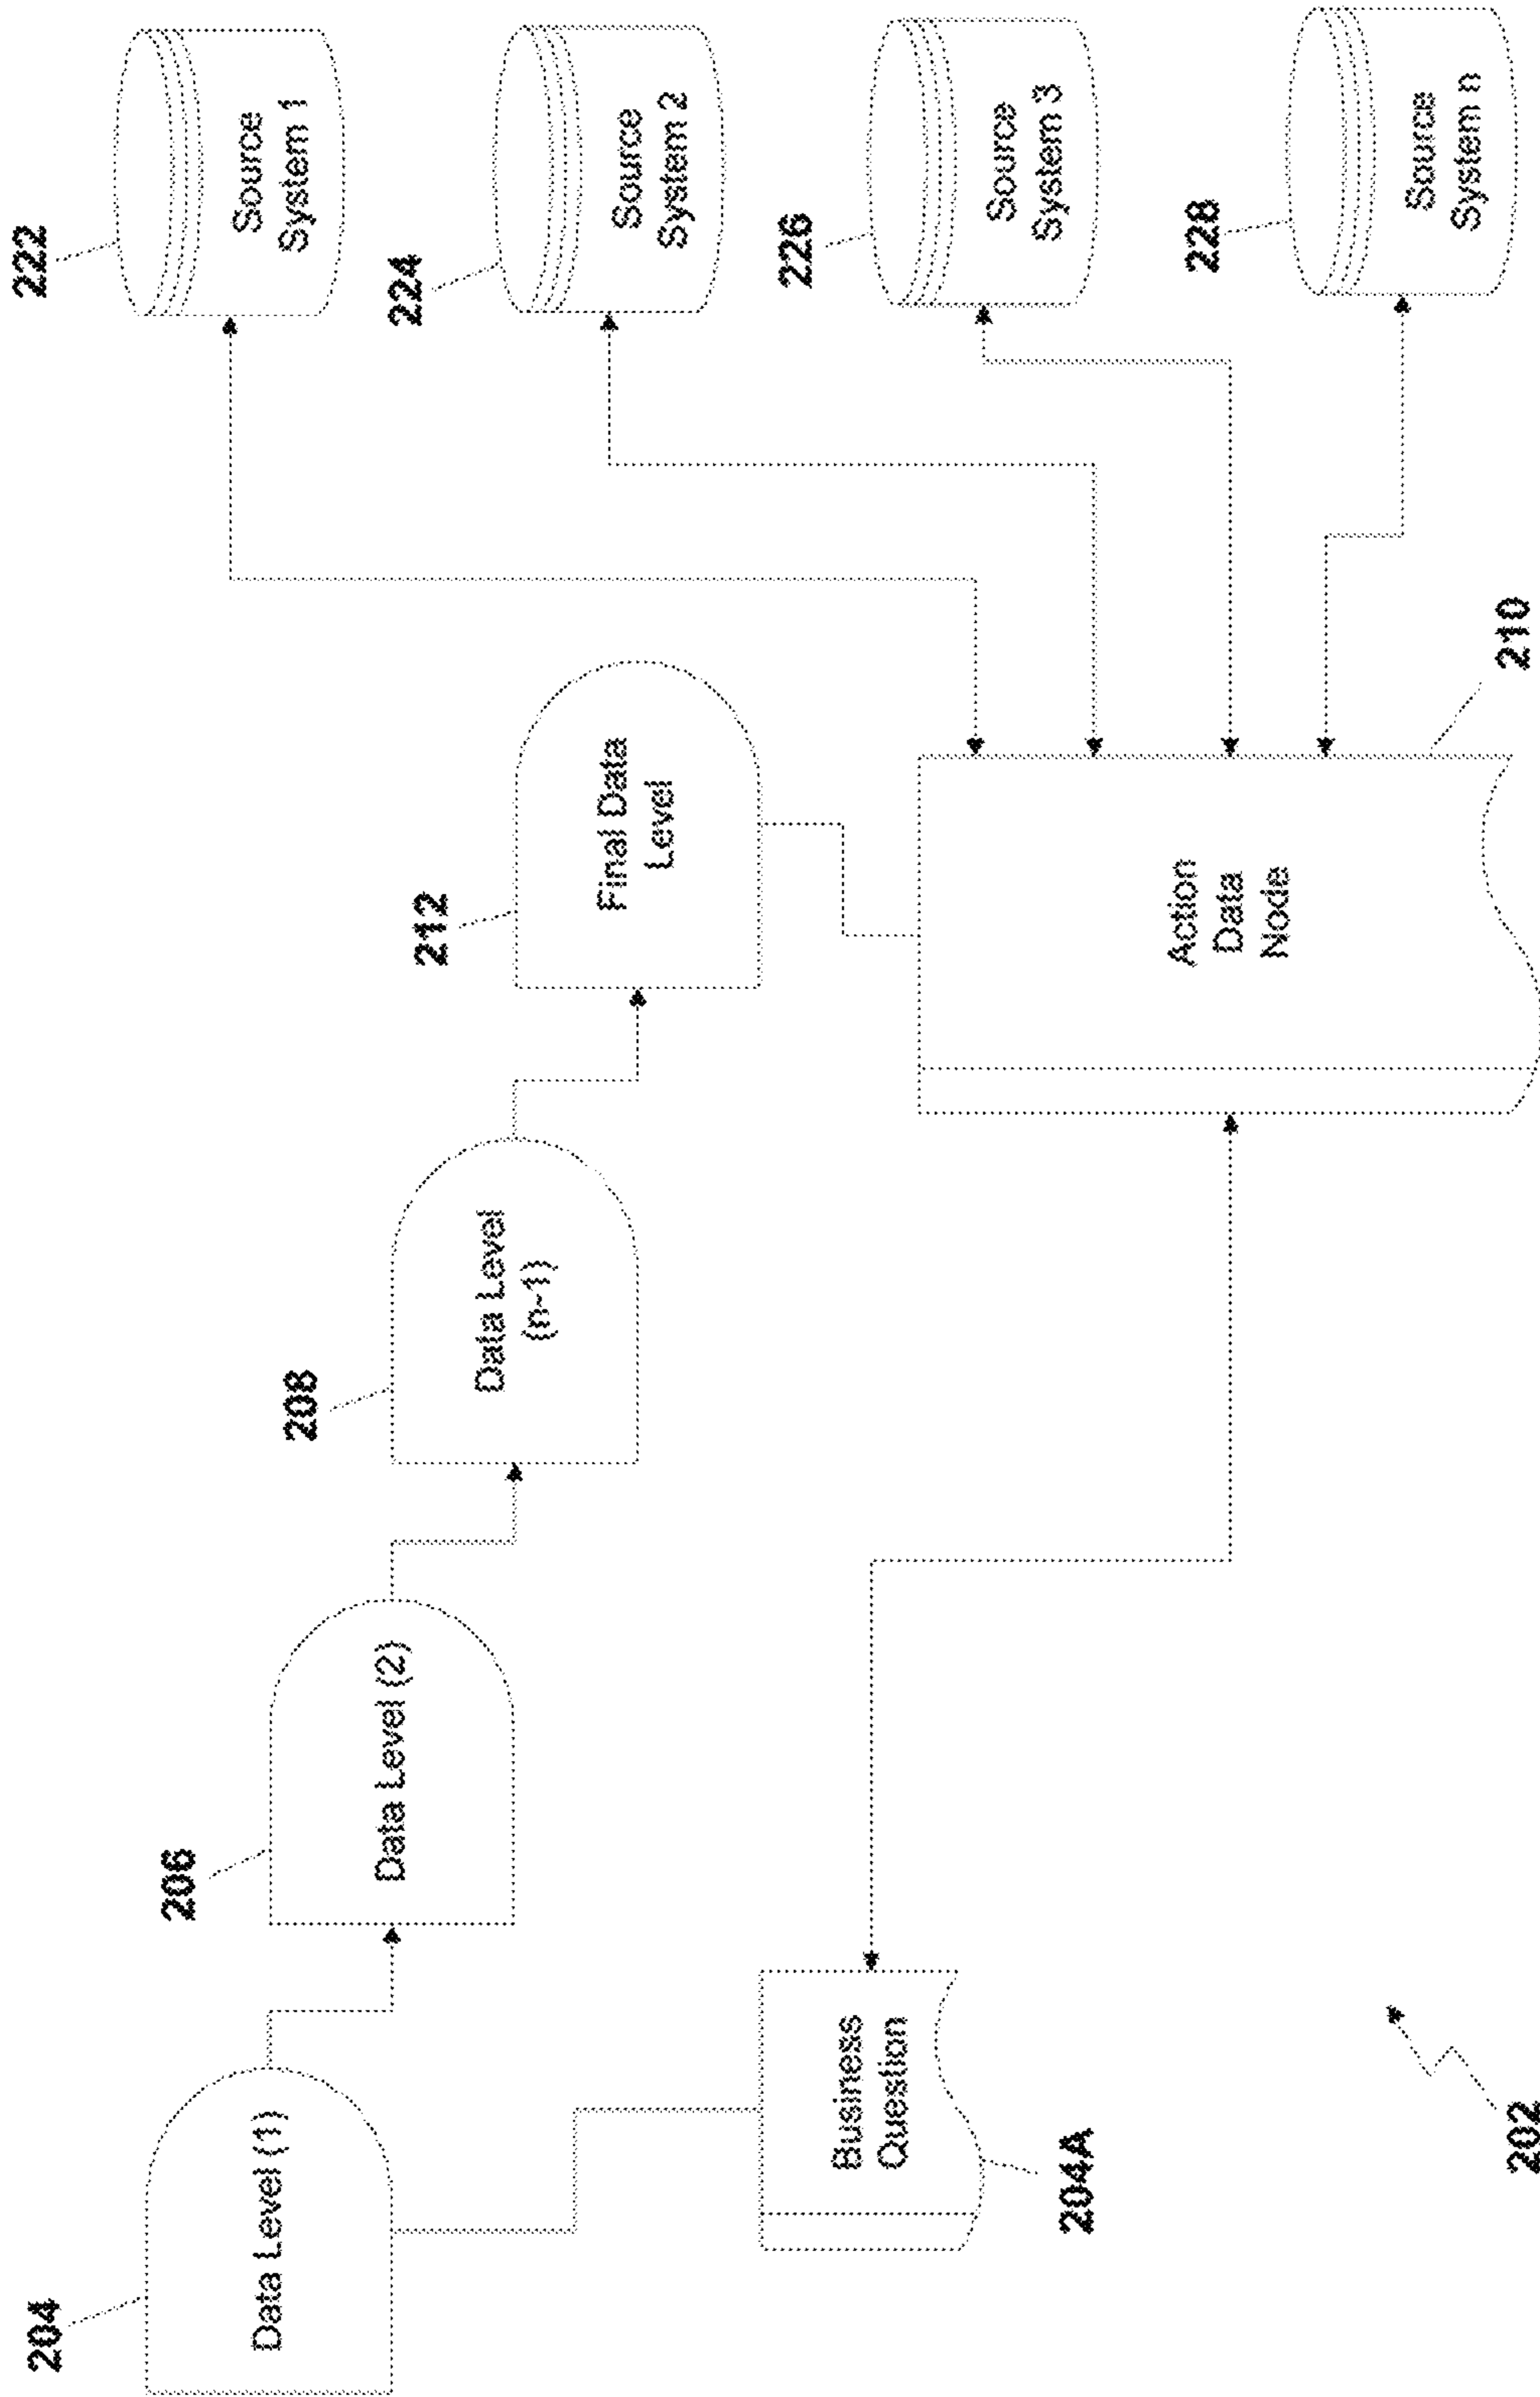 204
Data Level (1)
206
Data Level (2)
208
Data Level
(n-1)
212
Final Data
Level
222
Source
System 1
224
Source
System 2
226
Source
System 3
228
Source
System n
Business
Question
204A
Action
Data
Node
210
202